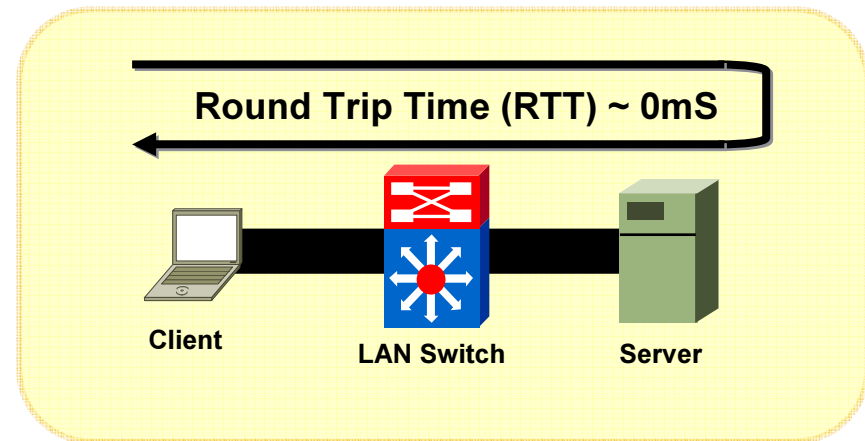 Round Trip Time (RTT) ~ 0mS
Client
LAN Switch
Server